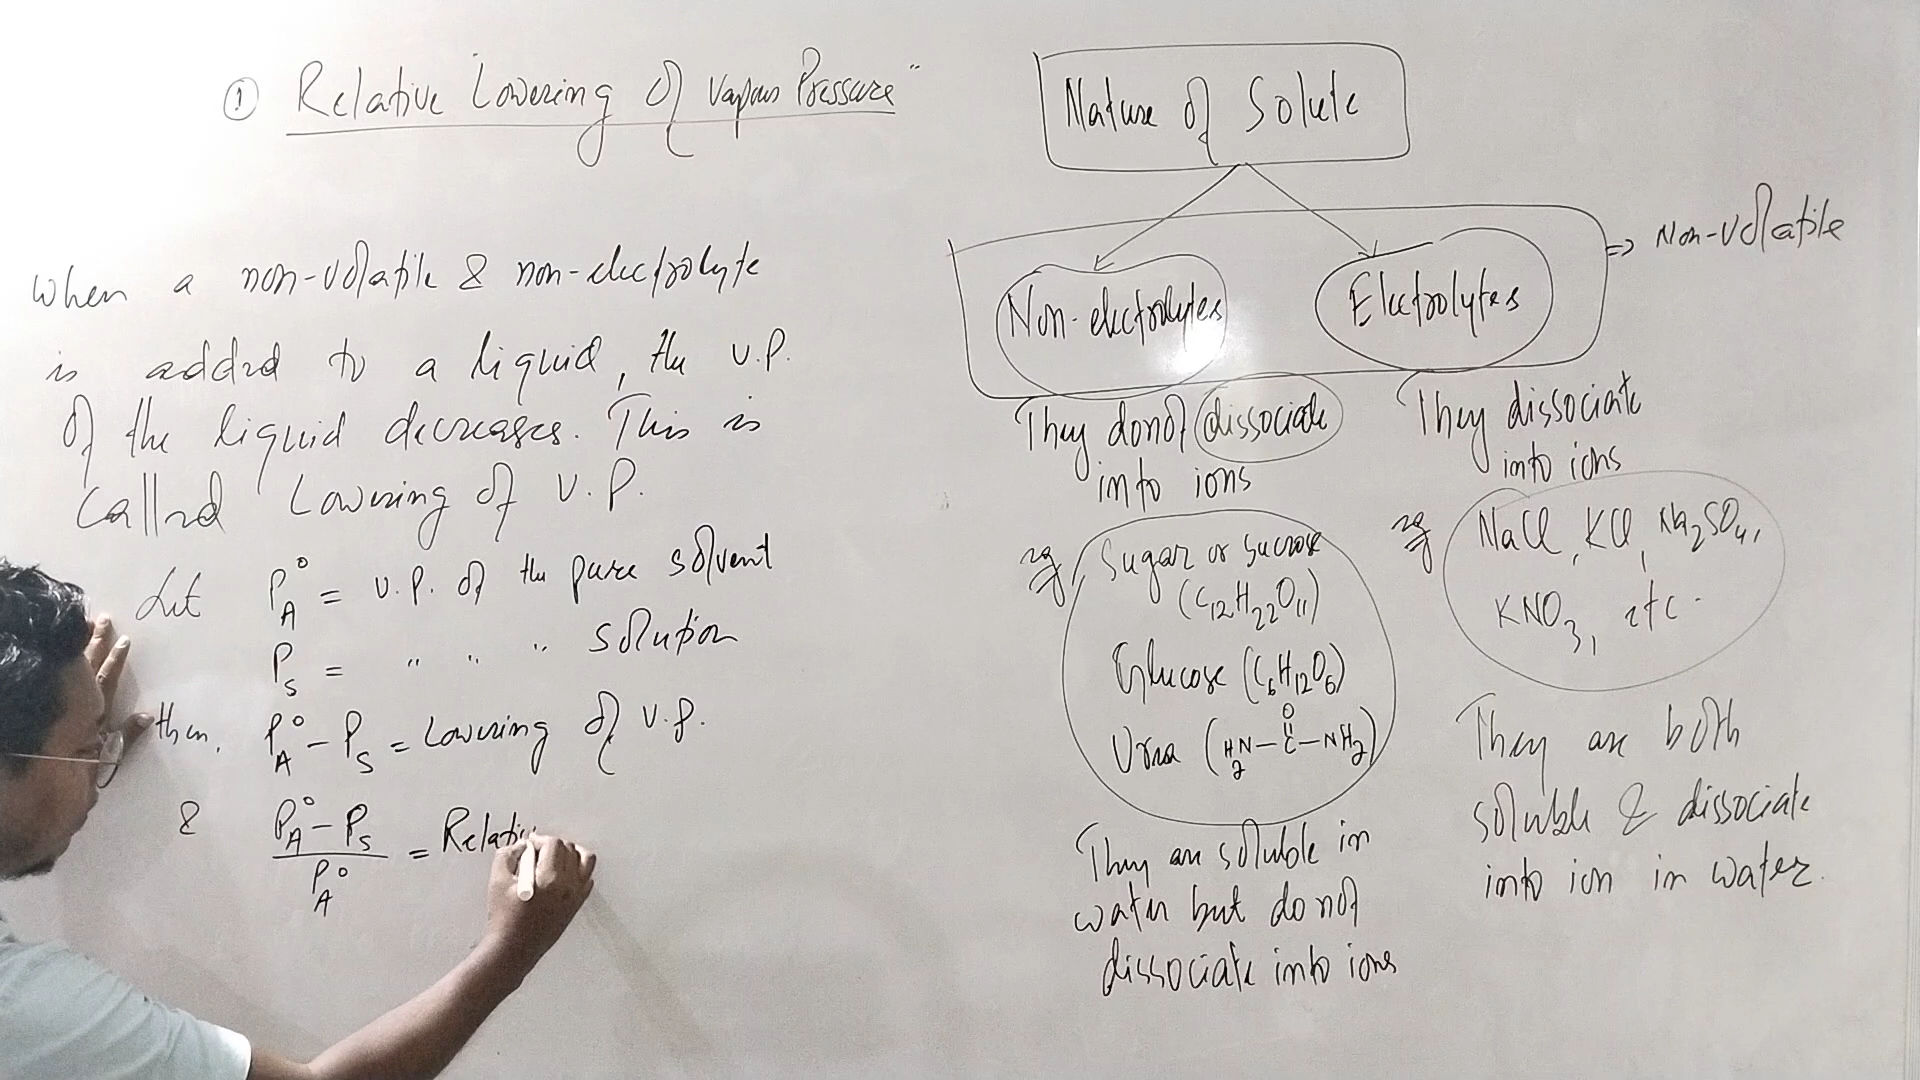 ① Relative Lowering of Vapour Pressure"
When a non-volatile & non-electrolyte
is added to a liquid, the v.p.
of the liquid decreases. This is
called Lowering of v.p.
Let P°A = v.p. of the pure solvent
Ps = " " " solution
then, P°A – Ps = Lowering of v.p.
& P°A – Ps / P°A = Relativ
Nature of Solute
Non-electrolytes Electrolytes => Non-volatile
They donot dissociate
into ions
eg Sugar or sucrose
(C12H22O11)
Glucose (C6H12O6)
Urea (H2N–C(=O)–NH2)
They are soluble in
water but do not
dissociate into ions
They dissociate
into ions
eg NaCl, KCl, Na2SO4,
KNO3, etc.
They are both
soluble & dissociate
into ion in water.